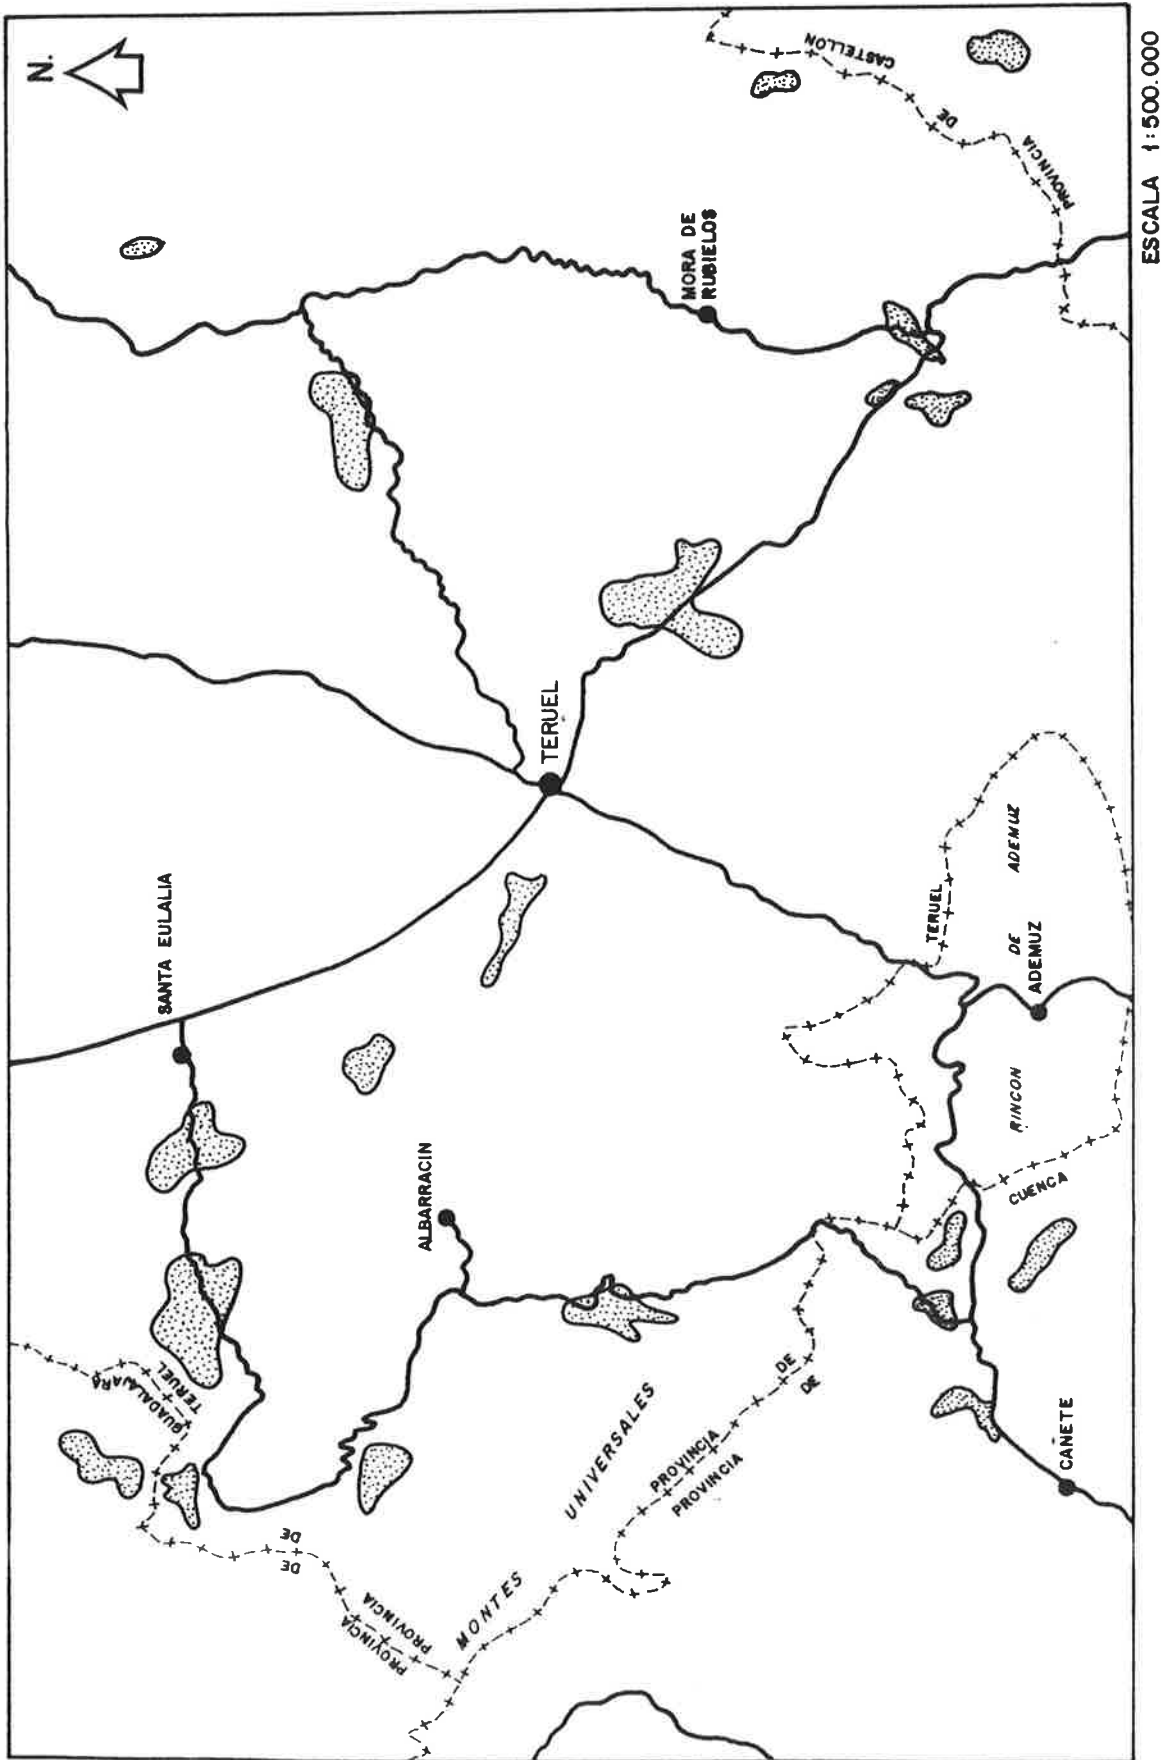 N.
CASTELLON
DE
PROVINCIA
ESCALA 1:500.000
MORA DE
RUBIELOS
TERUEL
SANTA EULALIA
ALBARRACIN
TERUEL
RINCON DE ADEMUZ
ADEMUZ
CUENCA
GUADALAJARA
TERUEL
DE
DE
PROVINCIA
PROVINCIA
MONTES UNIVERSALES
PROVINCIA DE
PROVINCIA DE
CAÑETE